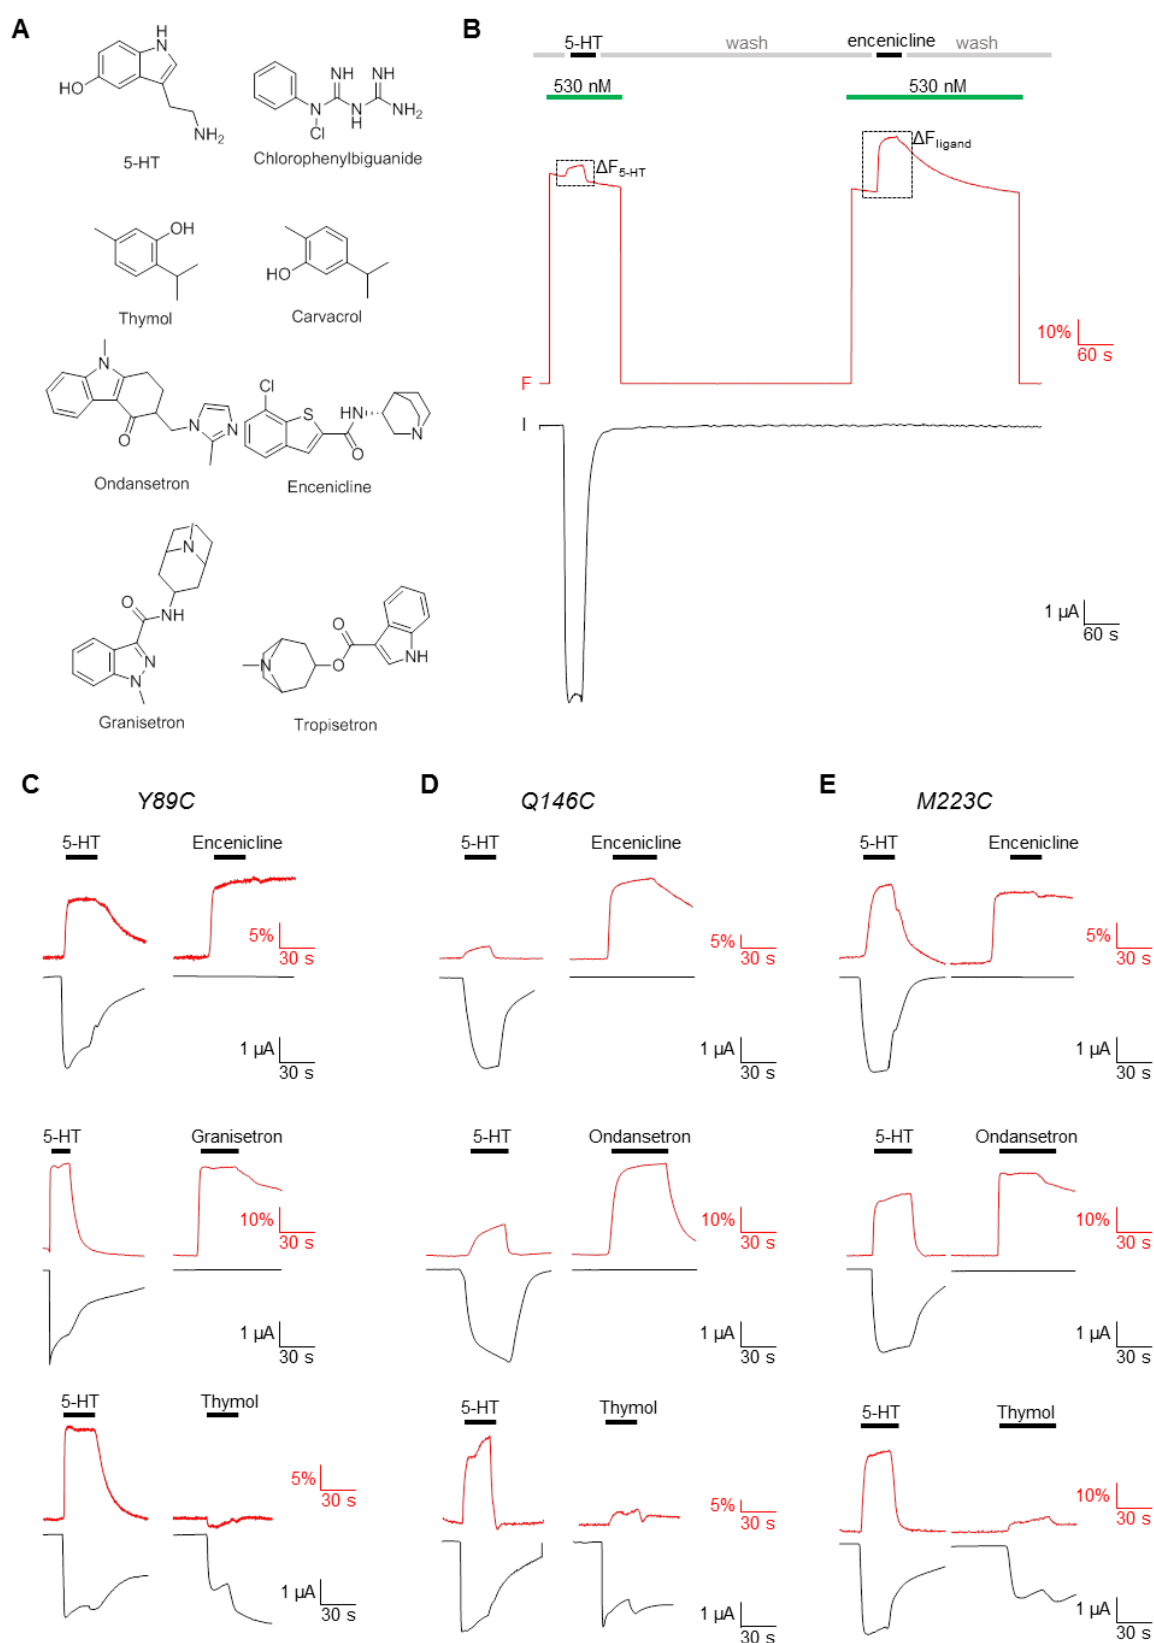 A
H
N
HO
NH₂
5-HT
NH NH
N N NH₂
H
Cl
Chlorophenylbiguanide
OH
Thymol
HO
Carvacrol
N
O
N N
Ondansetron
Cl
S
HN
N
O
Encenicline
N
O
NH
N
N
Granisetron
N
O
O
NH
Tropisetron
B
5-HT wash encenicline wash
530 nM 530 nM
ΔF5-HT
ΔFligand
10%
60 s
F
I
1 µA
60 s
C Y89C
5-HT Encenicline
5%
30 s
1 µA
30 s
5-HT Granisetron
10%
30 s
1 µA
30 s
5-HT Thymol
5%
30 s
1 µA
30 s
D Q146C
5-HT Encenicline
5%
30 s
1 µA
30 s
5-HT Ondansetron
10%
30 s
1 µA
30 s
5-HT Thymol
5%
30 s
1 µA
30 s
E M223C
5-HT Encenicline
5%
30 s
1 µA
30 s
5-HT Ondansetron
10%
30 s
1 µA
30 s
5-HT Thymol
10%
30 s
1 µA
30 s